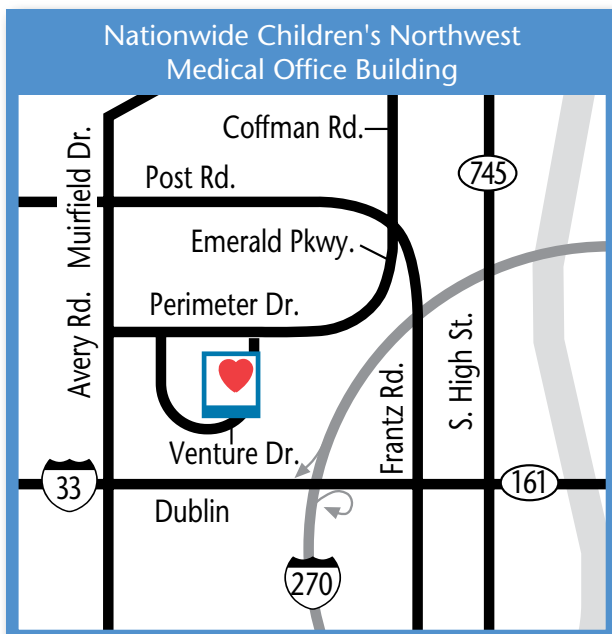 Nationwide Children's Northwest
Medical Office Building
Coffman Rd.
Muirfield Dr.
745
Post Rd.
Emerald Pkwy.
Perimeter Dr.
Avery Rd.
S. High St.
Frantz Rd.
Venture Dr.
33
161
Dublin
270